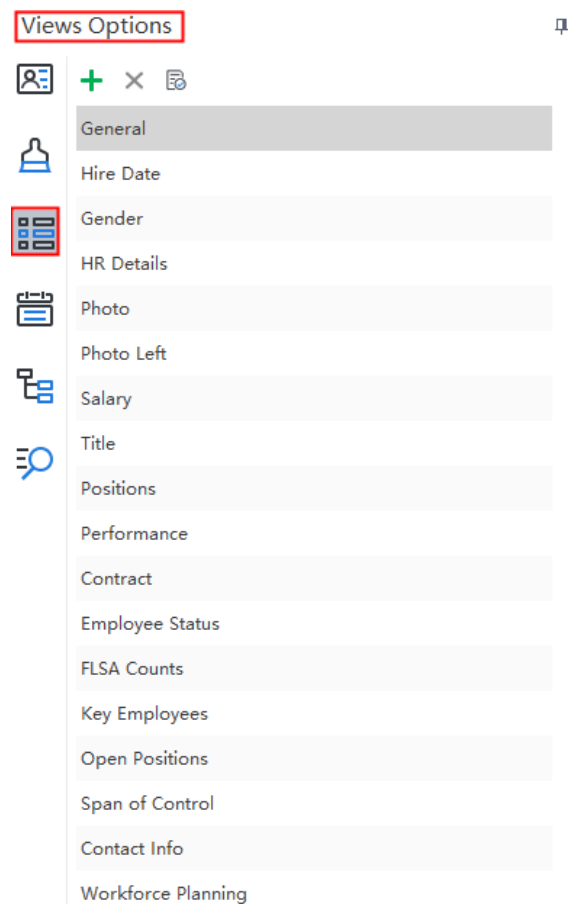 Views Options
General
Hire Date
Gender
HR Details
Photo
Photo Left
Salary
Title
Positions
Performance
Contract
Employee Status
FLSA Counts
Key Employees
Open Positions
Span of Control
Contact Info
Workforce Planning